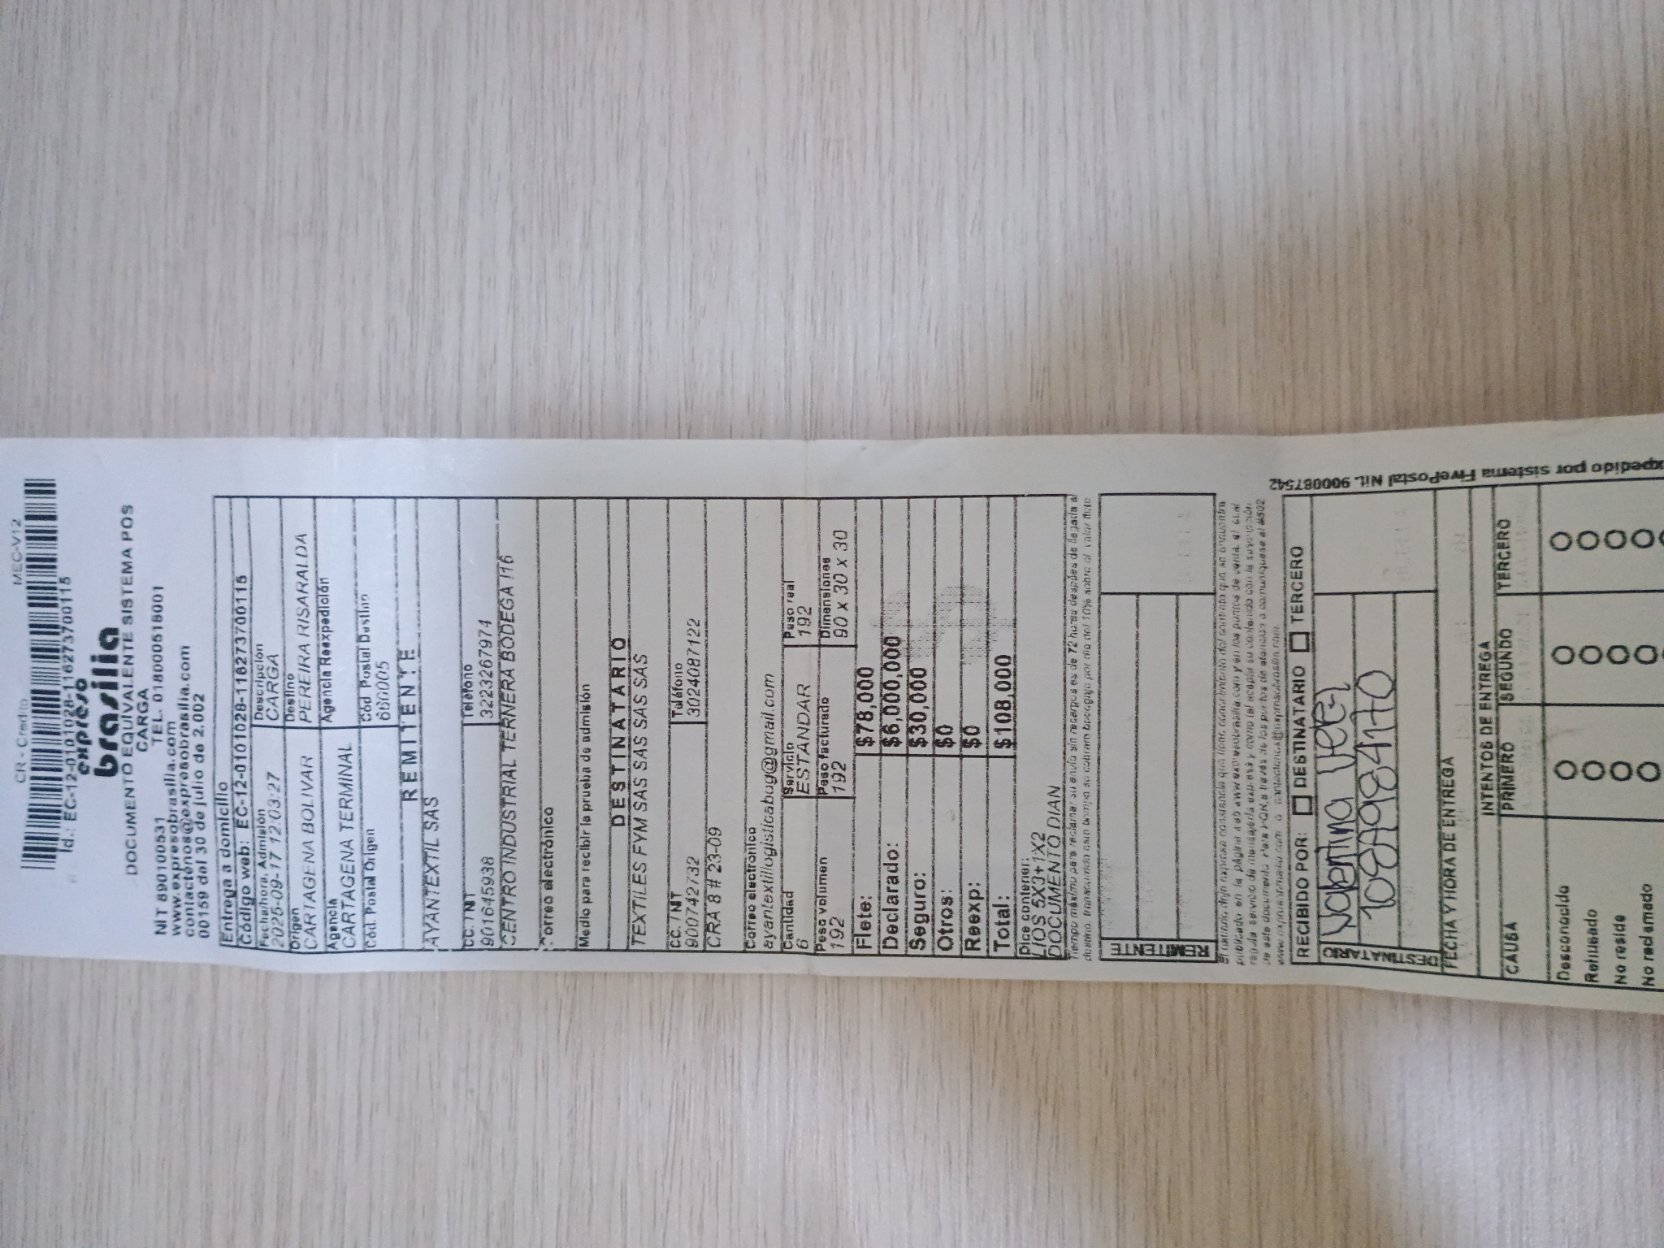 CR - Credito MEC-V12
Id.: EC-12-0101028-116273700115
expreso
brasilia
DOCUMENTO EQUIVALENTE SISTEMA POS
CARGA
NIT 890100531 TEL. 018000518001
www.expresobrasilia.com
contactenos@expresobrasilia.com
00159 del 30 de julio de 2.002
Entrega a domicilio
Código web: EC-12-0101028-116273700115
Fecha/hora. Admisión Descripción
2025-09-17 12:03:27 CARGA
Origen Destino
CARTAGENA BOLIVAR PEREIRA RISARALDA
Agencia Agencia Reexpedición
CARTAGENA TERMINAL
Cód. Postal Origen Cód Postal Destino
660005
REMITENTE
AYANTEXTIL SAS
CC. / NIT Teléfono
901645938 3223267974
CENTRO INDUSTRIAL TERNERA BODEGA I16
Correo electrónico
Medio para recibir la prueba de admisión
DESTINATARIO
TEXTILES FYM SAS SAS SAS SAS
CC. / NIT Teléfono
900742732 3024087122
CRA 8 # 23-09
Correo electrónico
ayantextillogisticabug@gmail.com
Cantidad Servicio Peso real
6 ESTANDAR 192
Peso volumen Peso facturado Dimensiones
192 192 90 x 30 x 30
Flete: $78,000
Declarado: $6,000,000
Seguro: $30,000
Otros: $0
Reexp: $0
Total: $108,000
Dice contener:
LIOS 5X3+1X2
DOCUMENTO DIAN
REMITENTE
RECIBIDO POR: DESTINATARIO TERCERO
DESTINATARIO
FECHA Y HORA DE ENTREGA
INTENTOS DE ENTREGA
CAUSA PRIMERO SEGUNDO TERCERO
Desconocido
Rehusado
No reside
No reclamado
expedido por sistema FivePostal Nit. 900087542